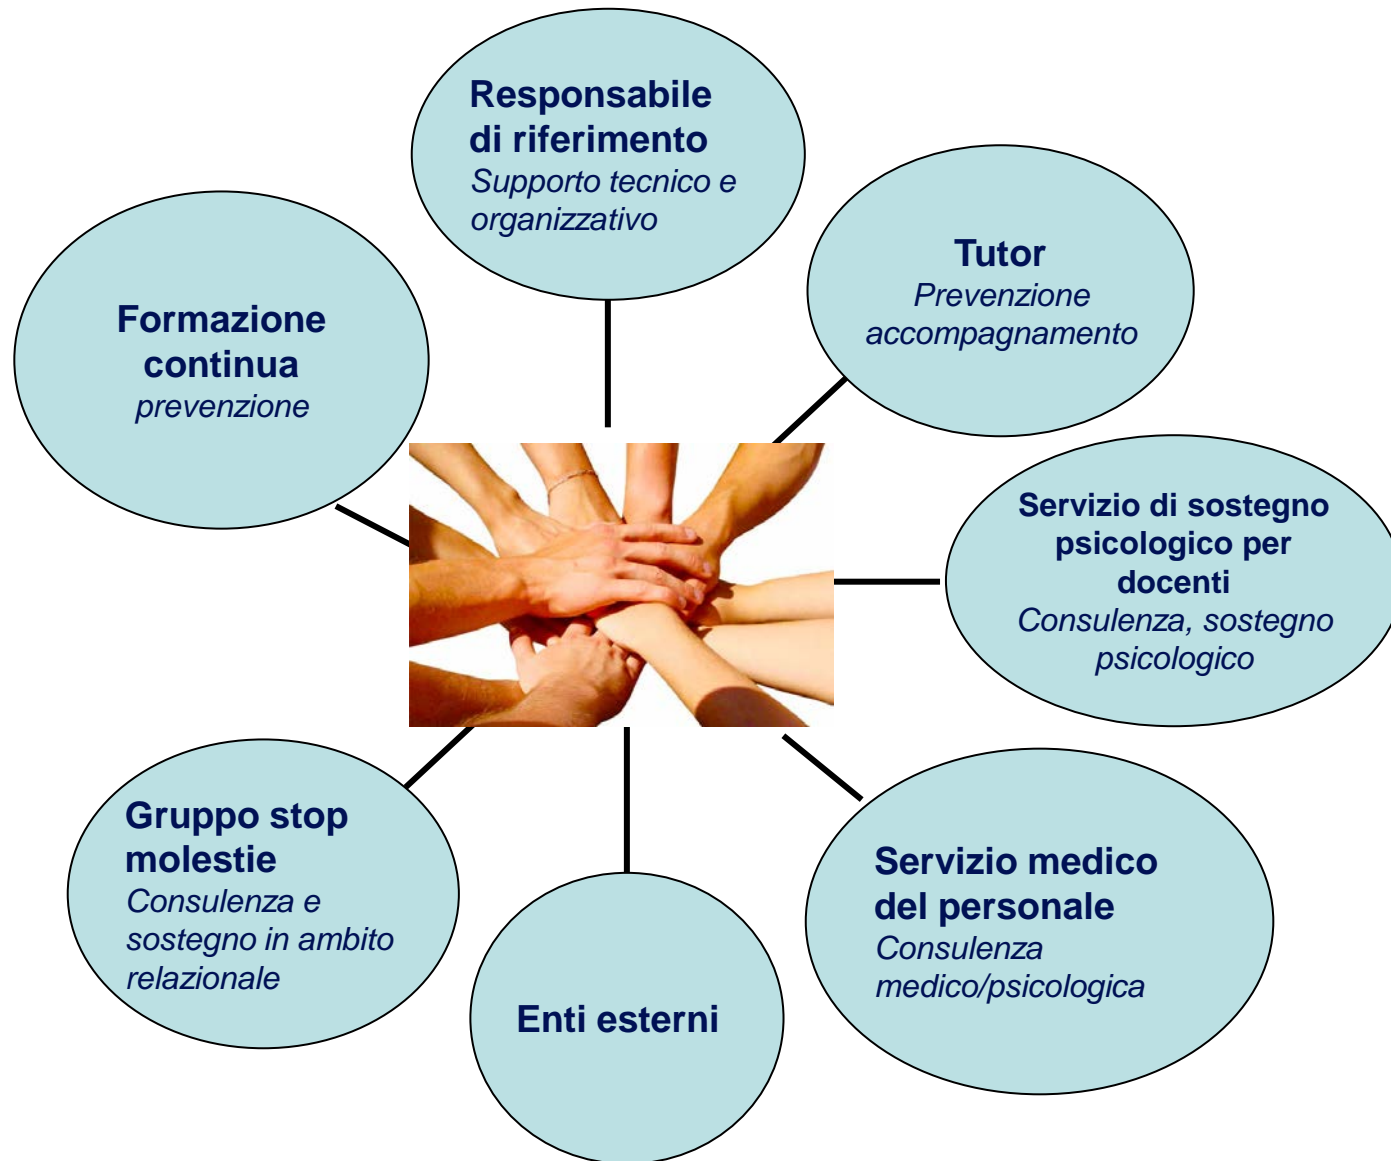 Responsabile
di riferimento
Supporto tecnico e
organizzativo
Tutor
Prevenzione
accompagnamento
Formazione
continua
prevenzione
Servizio di sostegno
psicologico per
docenti
Consulenza, sostegno
psicologico
Gruppo stop
molestie
Consulenza e
sostegno in ambito
relazionale
Servizio medico
del personale
Consulenza
medico/psicologica
Enti esterni